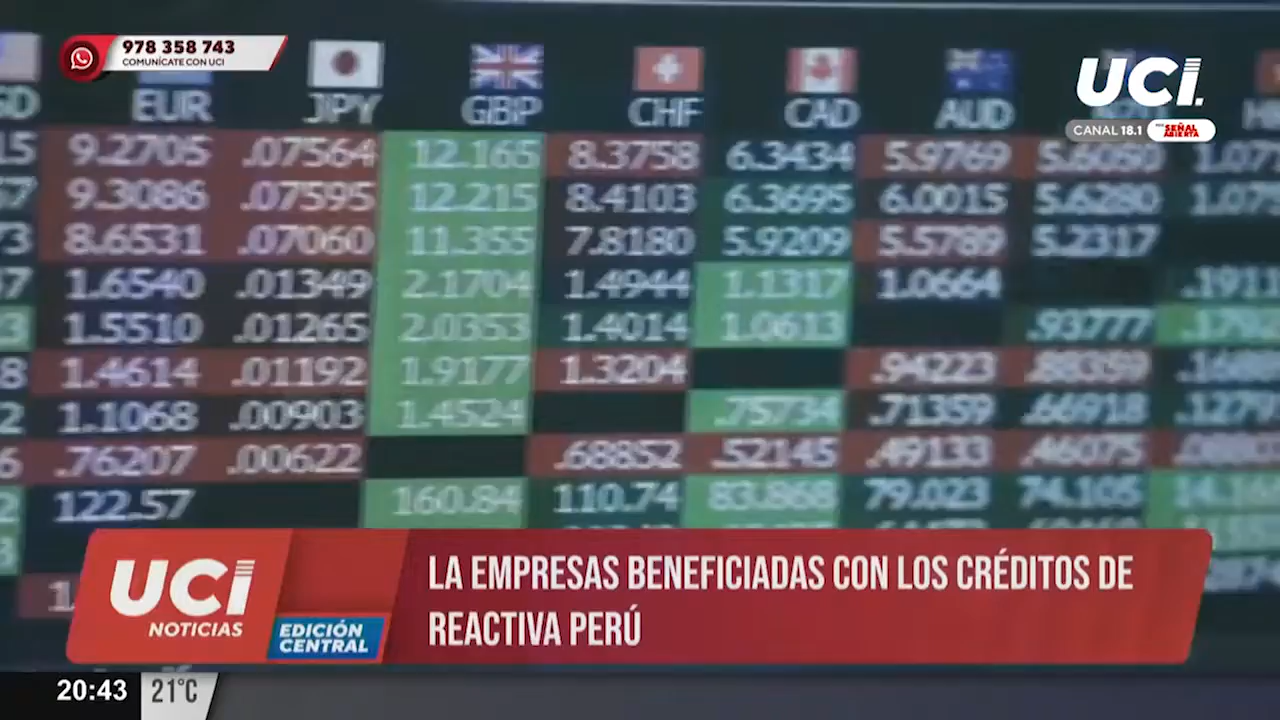 978 358 743
COMUNÍCATE CON UCI
UCI.
CANAL 18.1 SEÑAL ABIERTA
EUR JPY GBP CHF CAD AUD
9.2705 .07564 12.165 8.3758 6.3434 5.9769 5.6050
9.3086 .07595 12.215 8.4103 6.3695 6.0015 5.6280
8.6531 .07060 11.355 7.8180 5.9209 5.5789 5.2317
1.6540 .01349 2.1704 1.4944 1.1317 1.0664
1.5510 .01265 2.0353 1.4014 1.0613 .93777
1.4614 .01192 1.9177 1.3204 .94223 .88359
1.1068 .00903 1.4524 .75734 .71359 .66918
.76207 .00622 .68852 .52145 .49133 .46075
122.57 160.84 110.74 83.868 79.023 74.105
UCI
NOTICIAS
EDICIÓN
CENTRAL
LA EMPRESAS BENEFICIADAS CON LOS CRÉDITOS DE
REACTIVA PERÚ
20:43 21°C